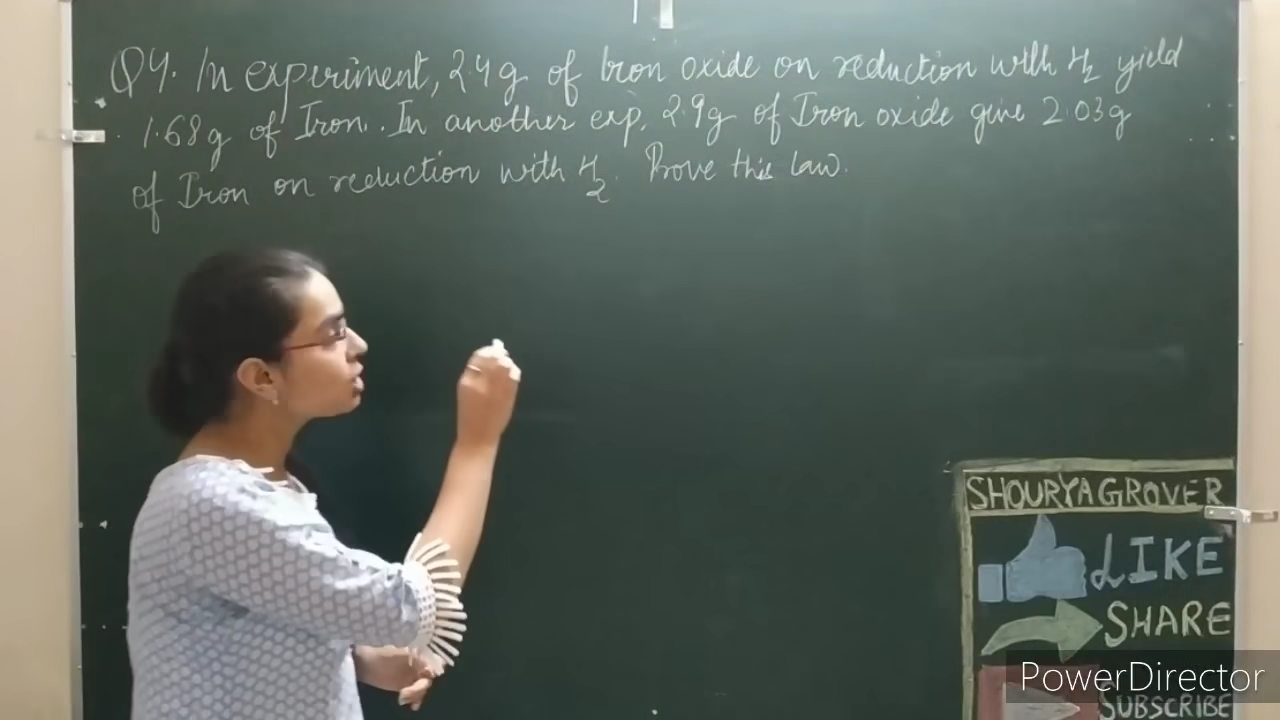 Q4. In experiment, 2.4g of Iron oxide on reduction with H₂ yield
1.68g of Iron. In another exp. 2.9g of Iron oxide give 2.03g
of Iron on reduction with H₂. Prove this law.
SHOURYA GROVER
LIKE
SHARE
PowerDirector
SUBSCRIBE